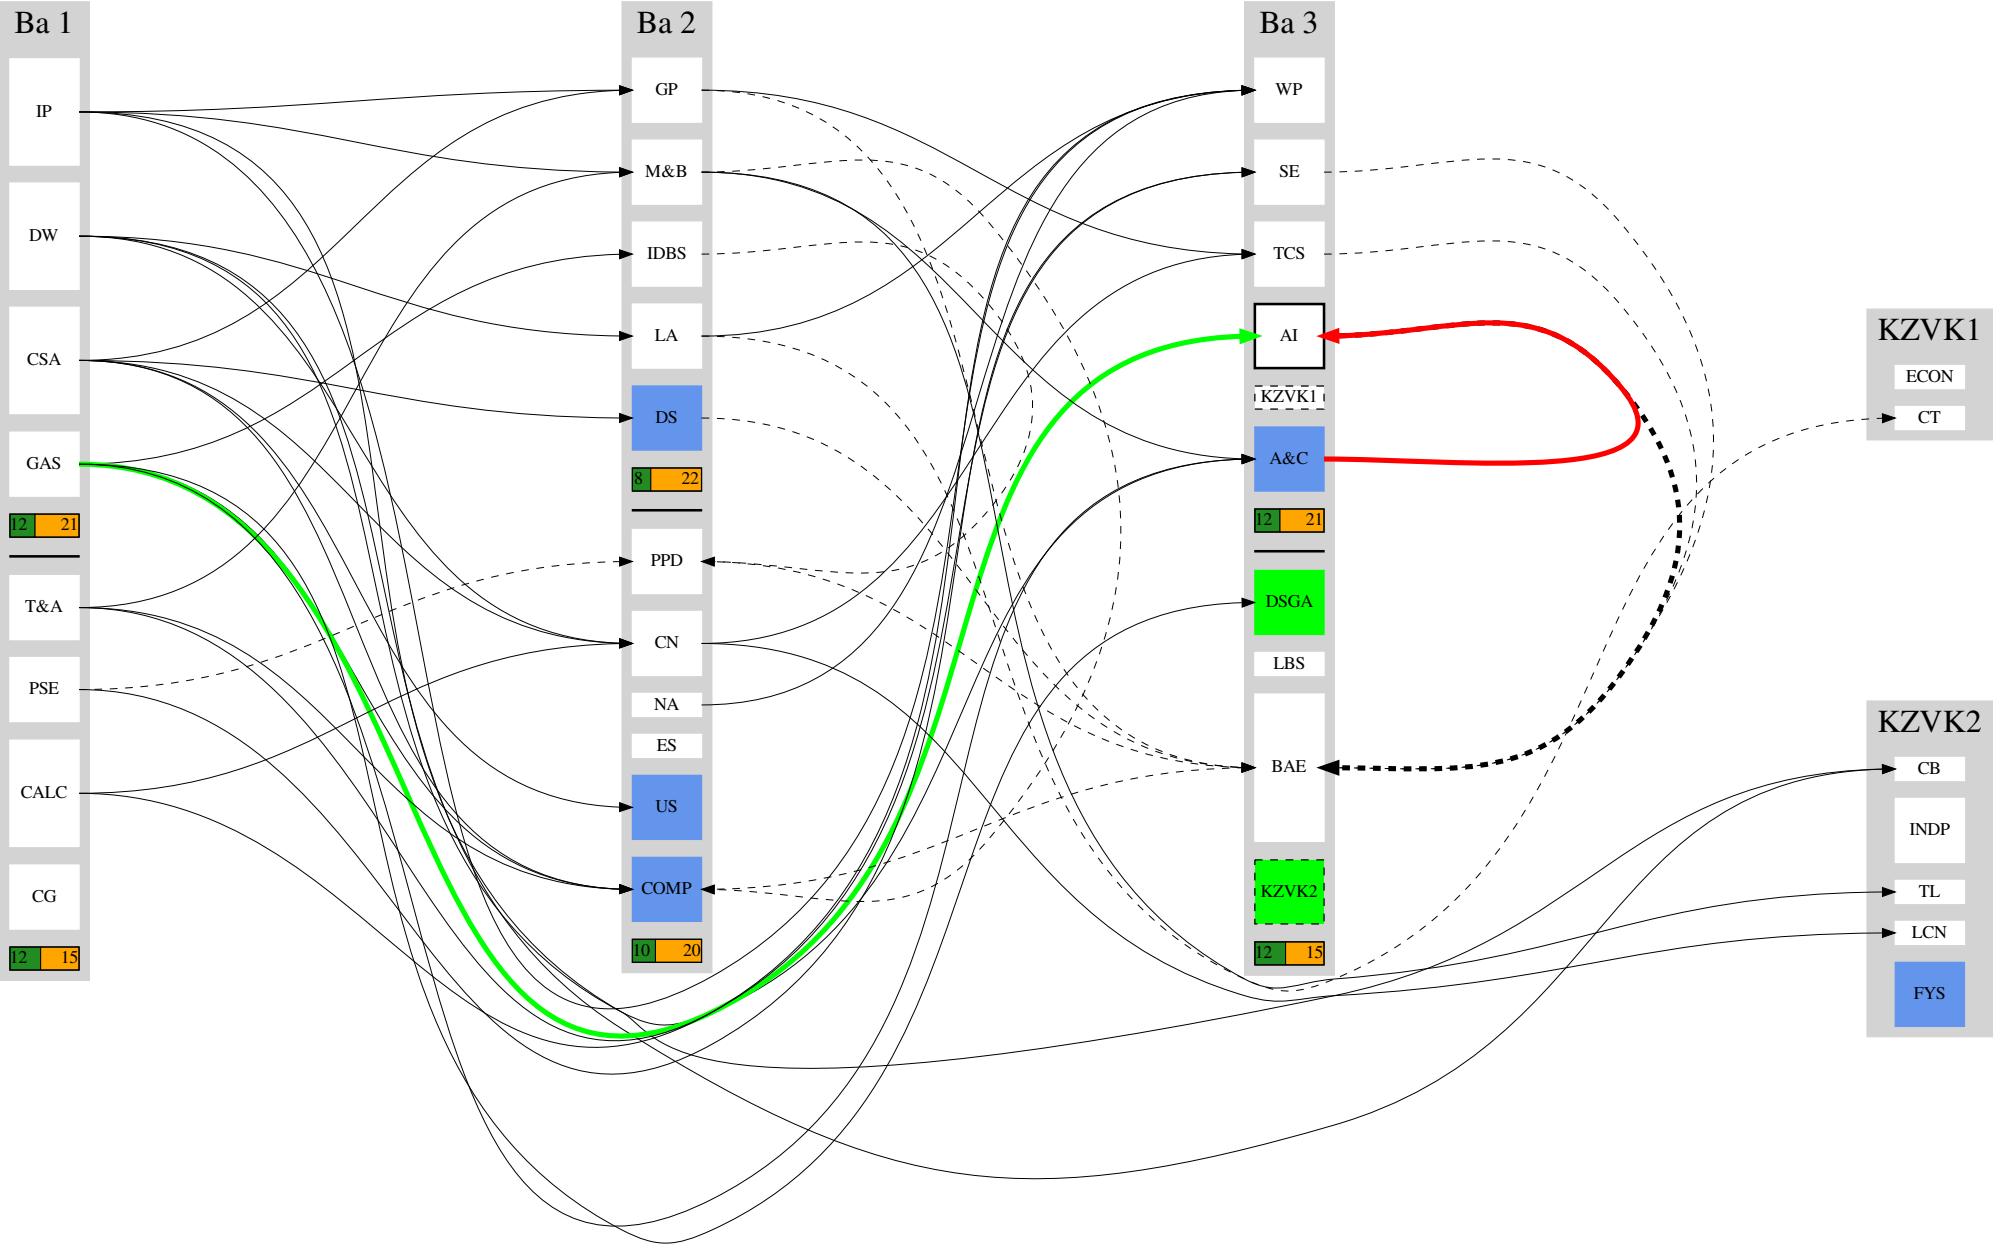 Ba 1
IP
DW
CSA
GAS
12 21
T&A
PSE
CALC
CG
12 15
Ba 2
GP
M&B
IDBS
LA
DS
8 22
PPD
CN
NA
ES
US
COMP
10 20
Ba 3
WP
SE
TCS
AI
KZVK1
A&C
12 21
DSGA
LBS
BAE
KZVK2
12 15
KZVK1
ECON
CT
KZVK2
CB
INDP
TL
LCN
FYS